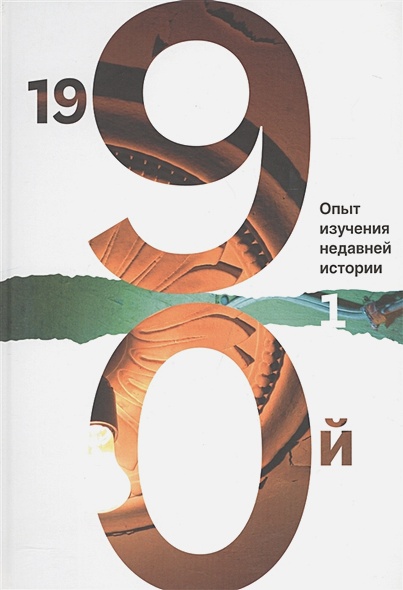 19
9
Опыт
изучения
недавней
истории
1
0
й